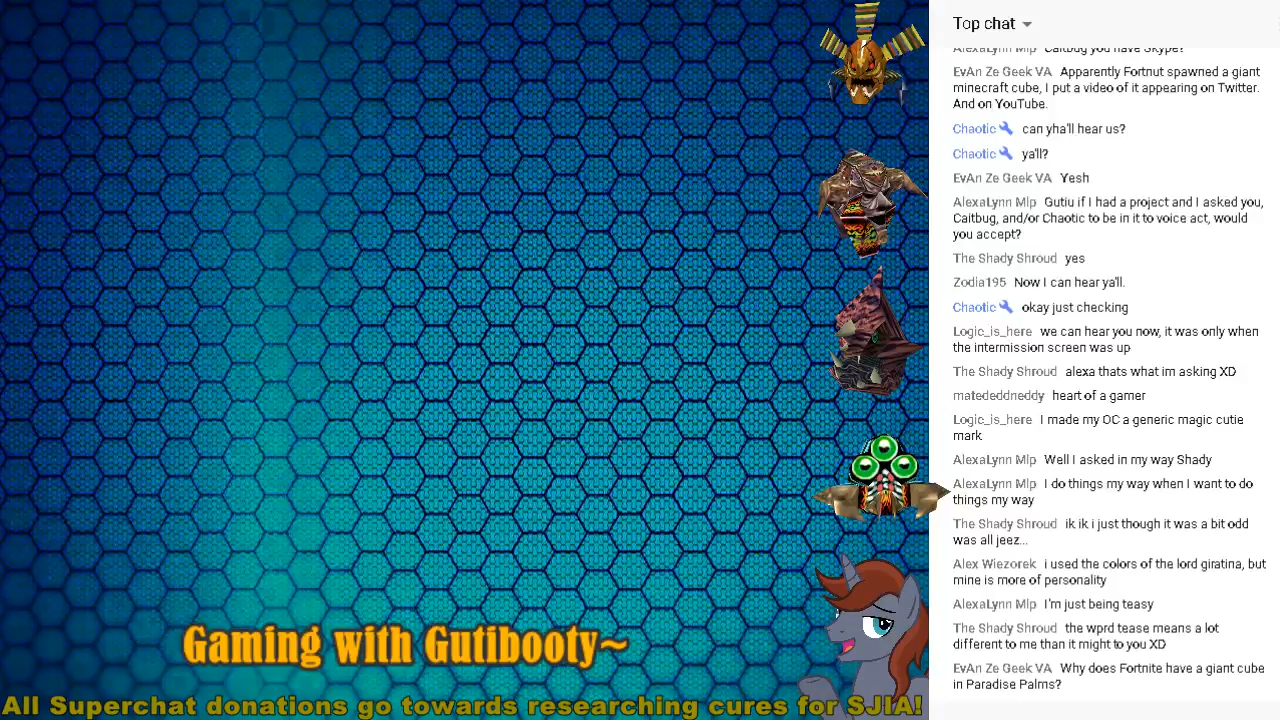 Top chat
AlexaLynn Mlp Caitbug you have Skype?
EvAn Ze Geek VA Apparently Fortnut spawned a giant
minecraft cube, I put a video of it appearing on Twitter.
And on YouTube.
Chaotic can yha'll hear us?
Chaotic ya'll?
EvAn Ze Geek VA Yesh
AlexaLynn Mlp Gutiu if I had a project and I asked you,
Caitbug, and/or Chaotic to be in it to voice act, would
you accept?
The Shady Shroud yes
Zodia195 Now I can hear ya'll.
Chaotic okay just checking
Logic_is_here we can hear you now, it was only when
the intermission screen was up
The Shady Shroud alexa thats what im asking XD
matededdneddy heart of a gamer
Logic_is_here I made my OC a generic magic cutie
mark
AlexaLynn Mlp Well I asked in my way Shady
AlexaLynn Mlp I do things my way when I want to do
things my way
The Shady Shroud ik ik i just though it was a bit odd
was all jeez...
Alex Wiezorek i used the colors of the lord giratina, but
mine is more of personality
AlexaLynn Mlp I'm just being teasy
The Shady Shroud the wprd tease means a lot
different to me than it might to you XD
EvAn Ze Geek VA Why does Fortnite have a giant cube
in Paradise Palms?
Gaming with Gutibooty~
All Superchat donations go towards researching cures for SJIA!